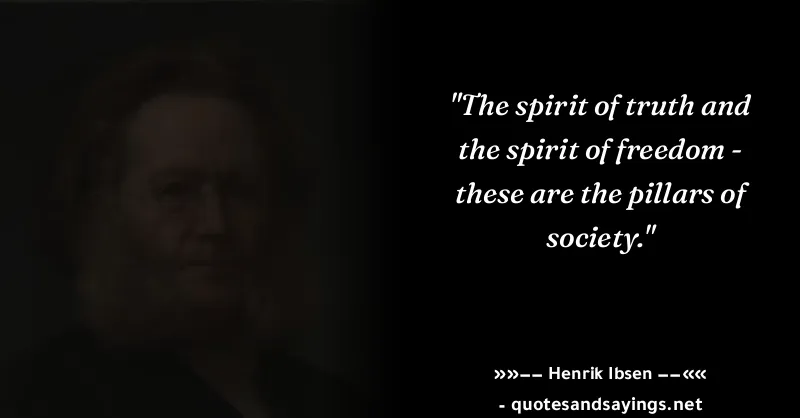 "The spirit of truth and
the spirit of freedom -
these are the pillars of
society."
»»−− Henrik Ibsen −−««
- quotesandsayings.net